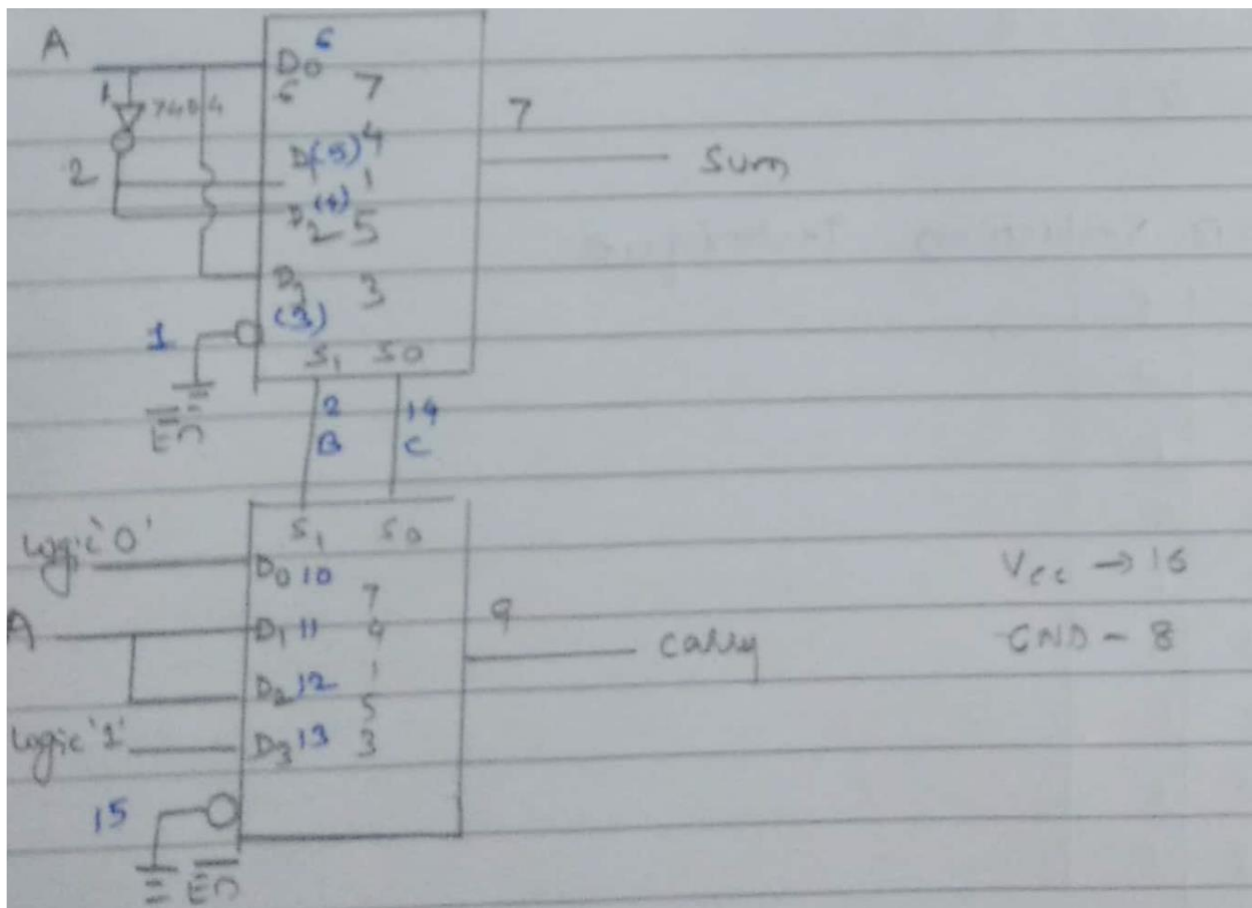 A
D0 6
6 7
1 7404
7
D(5) 4
Sum
2
1
D2 (4) 5
D3 3
(3)
1
S1 S0
2 14
En
B C
S1 S0
logic '0'
D0 10
Vcc → 16
7
A D1 11 4
9
Carry
GND - 8
D2 12 1
5
logic '1' D3 13 3
15
En